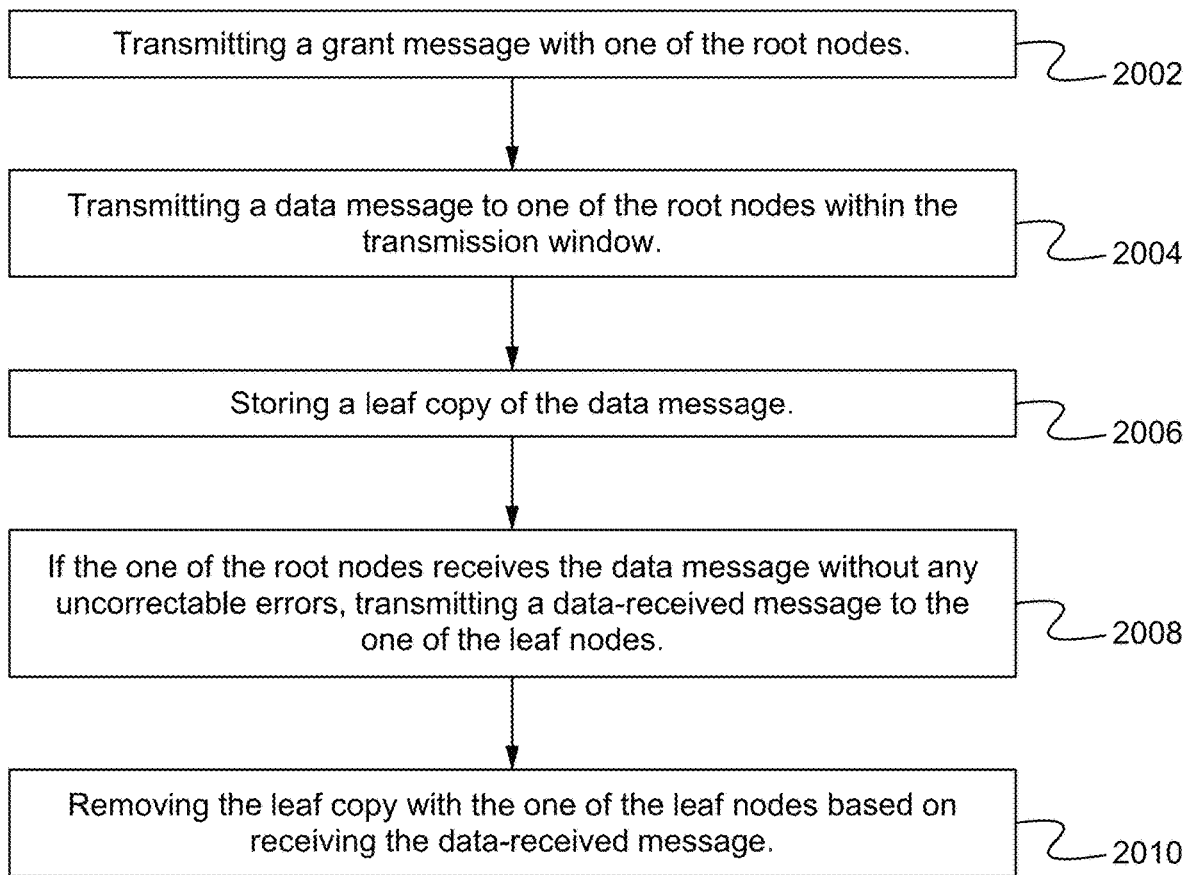 Transmitting a grant message with one of the root nodes.
2002
Transmitting a data message to one of the root nodes within the
transmission window.
2004
Storing a leaf copy of the data message.
2006
If the one of the root nodes receives the data message without any
uncorrectable errors, transmitting a data-received message to the
one of the leaf nodes.
2008
Removing the leaf copy with the one of the leaf nodes based on
receiving the data-received message.
2010